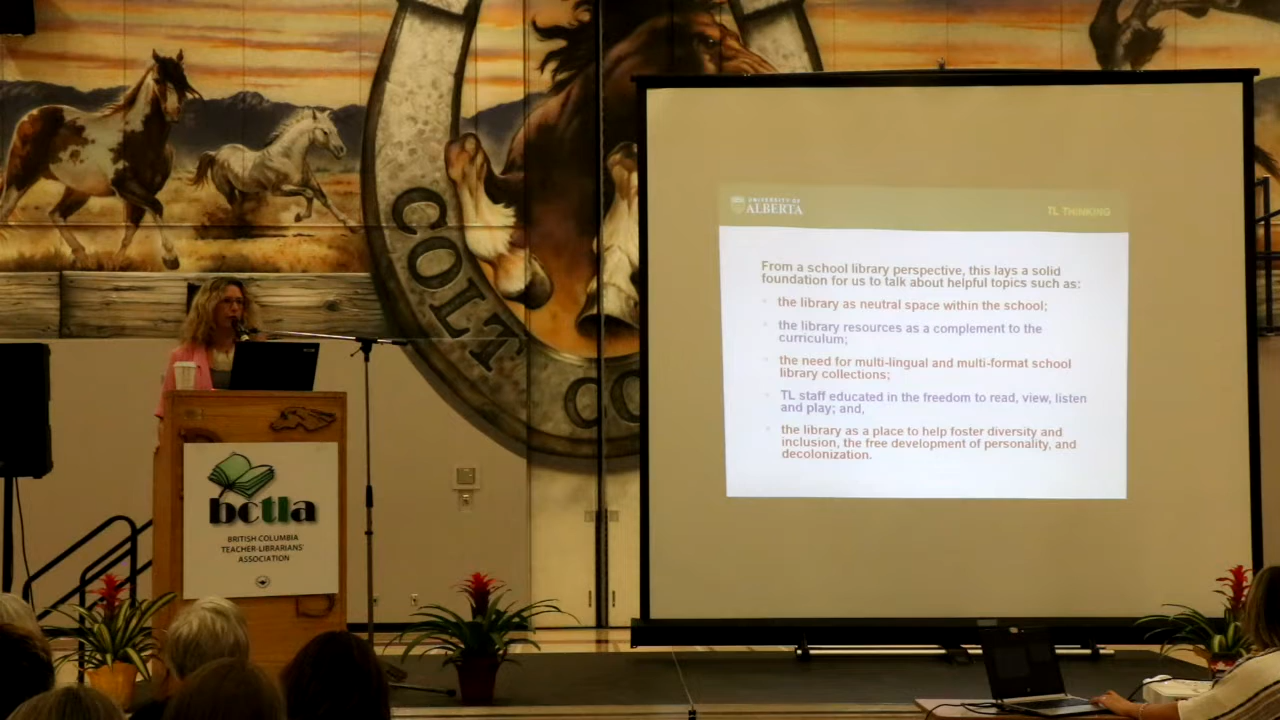 COLT CO
UNIVERSITY OF
ALBERTA
TL THINKING
From a school library perspective, this lays a solid
foundation for us to talk about helpful topics such as:
the library as neutral space within the school;
the library resources as a complement to the
curriculum;
the need for multi-lingual and multi-format school
library collections;
TL staff educated in the freedom to read, view, listen
and play; and,
the library as a place to help foster diversity and
inclusion, the free development of personality, and
decolonization.
bctla
BRITISH COLUMBIA
TEACHER-LIBRARIANS'
ASSOCIATION